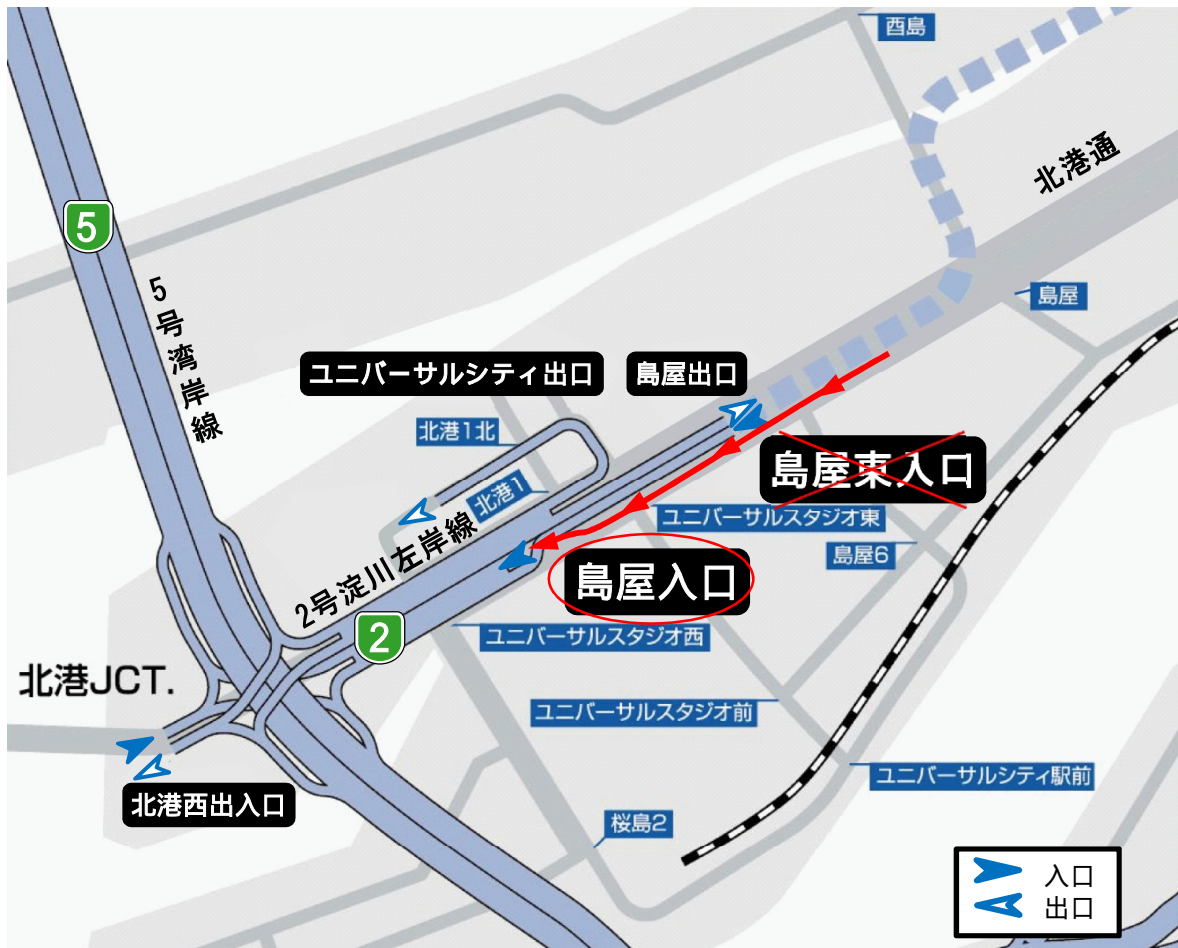 酉島
北港通
5
5号湾岸線
島屋
ユニバーサルシティ出口
島屋出口
北港1北
島屋東入口
北港1
ユニバーサルスタジオ東
2号淀川左岸線
島屋6
島屋入口
2
ユニバーサルスタジオ西
北港JCT.
ユニバーサルスタジオ前
ユニバーサルシティ駅前
北港西出入口
桜島2
入口
出口